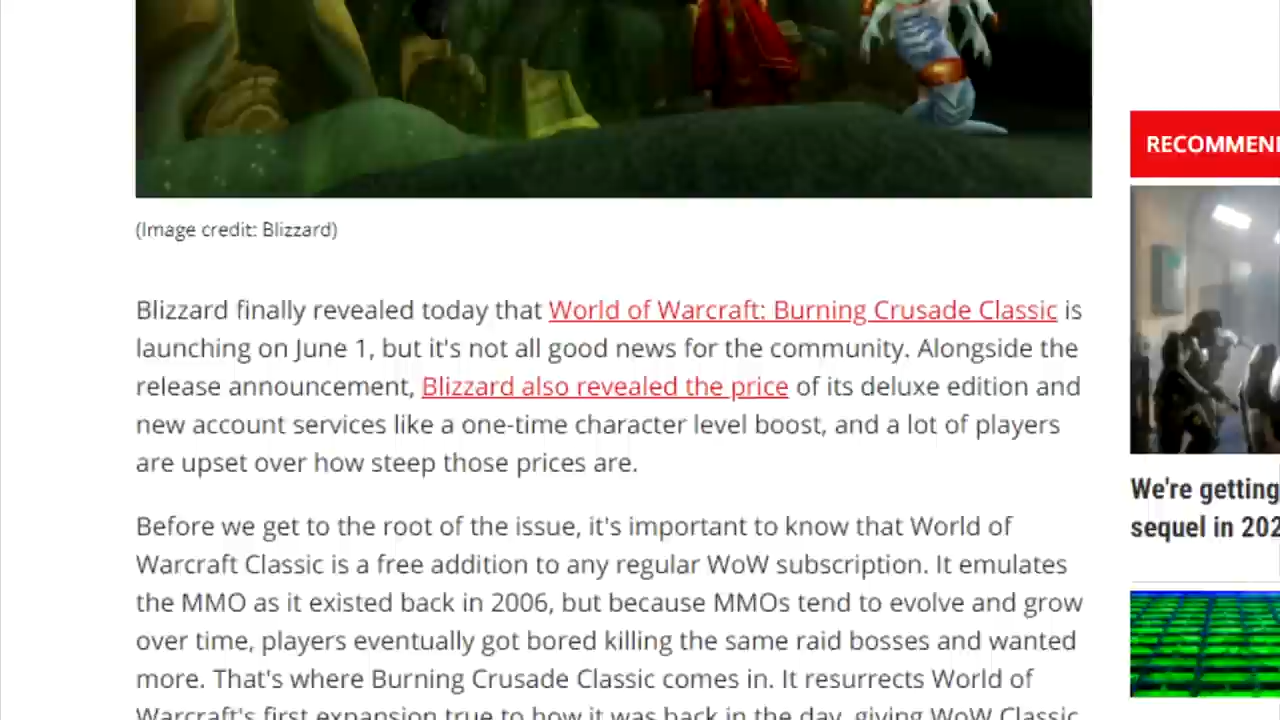 (Image credit: Blizzard)
Blizzard finally revealed today that World of Warcraft: Burning Crusade Classic is
launching on June 1, but it's not all good news for the community. Alongside the
release announcement, Blizzard also revealed the price of its deluxe edition and
new account services like a one-time character level boost, and a lot of players
are upset over how steep those prices are.
Before we get to the root of the issue, it's important to know that World of
Warcraft Classic is a free addition to any regular WoW subscription. It emulates
the MMO as it existed back in 2006, but because MMOs tend to evolve and grow
over time, players eventually got bored killing the same raid bosses and wanted
more. That's where Burning Crusade Classic comes in. It resurrects World of
Warcraft's first expansion true to how it was back in the day, giving WoW Classic
RECOMMEN
We're getting
sequel in 202